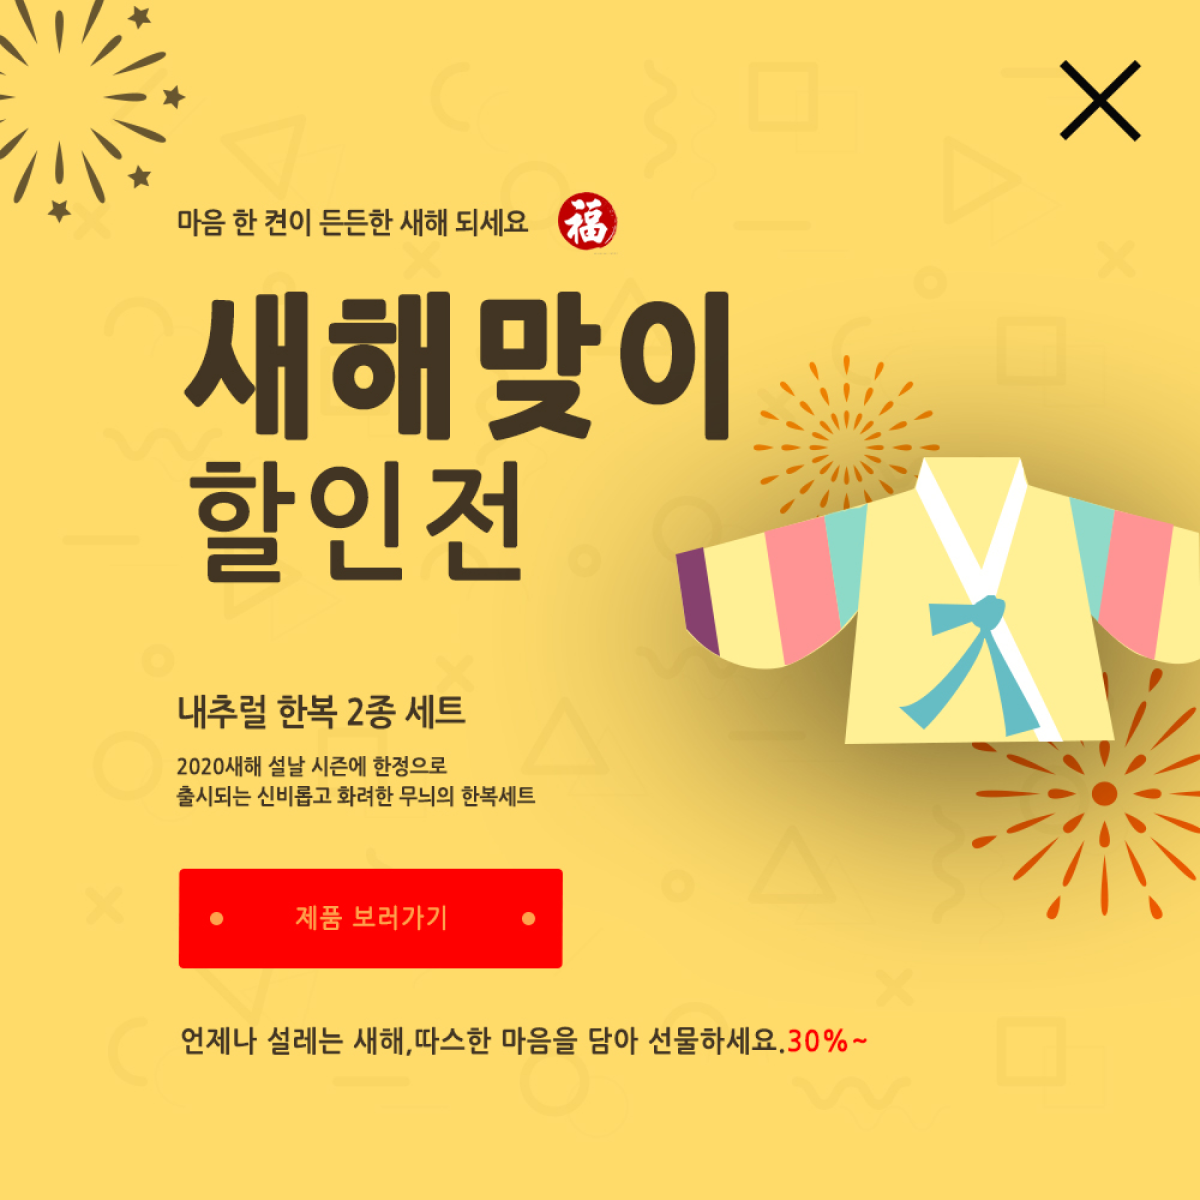 마음 한 켠이 든든한 새해 되세요 福
새해맞이
할인전
내추럴 한복 2종 세트
2020새해 설날 시즌에 한정으로
출시되는 신비롭고 화려한 무늬의 한복세트
제품 보러가기
언제나 설레는 새해,따스한 마음을 담아 선물하세요.30%~